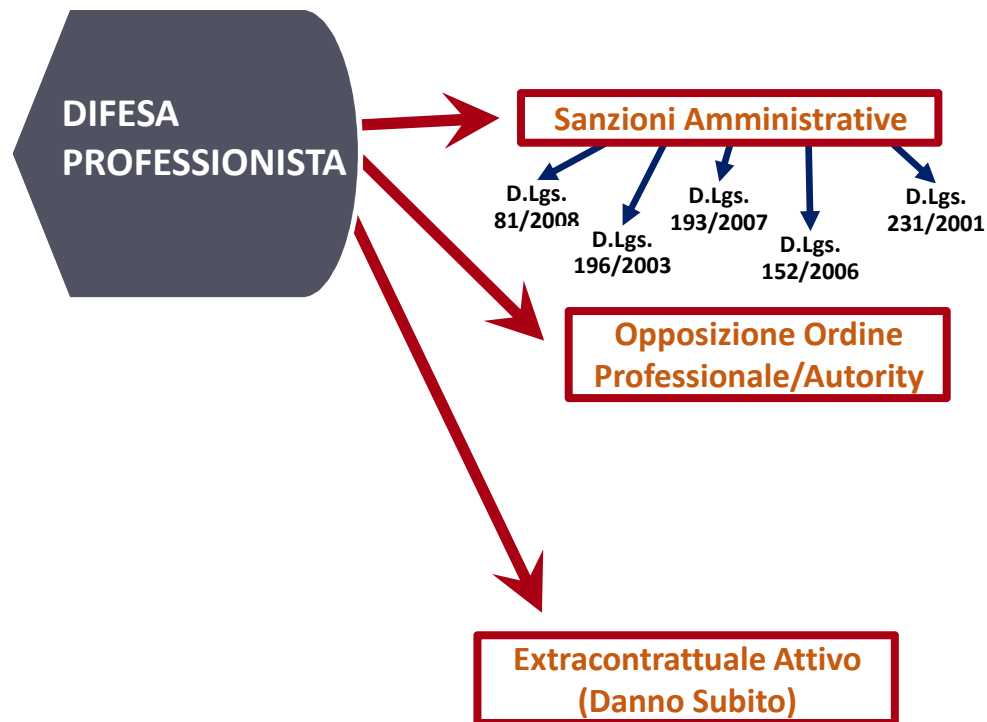 DIFESA
PROFESSIONISTA
Sanzioni Amministrative
D.Lgs.
81/2008
D.Lgs.
196/2003
D.Lgs.
193/2007
D.Lgs.
152/2006
D.Lgs.
231/2001
Opposizione Ordine
Professionale/Autority
Extracontrattuale Attivo
(Danno Subito)